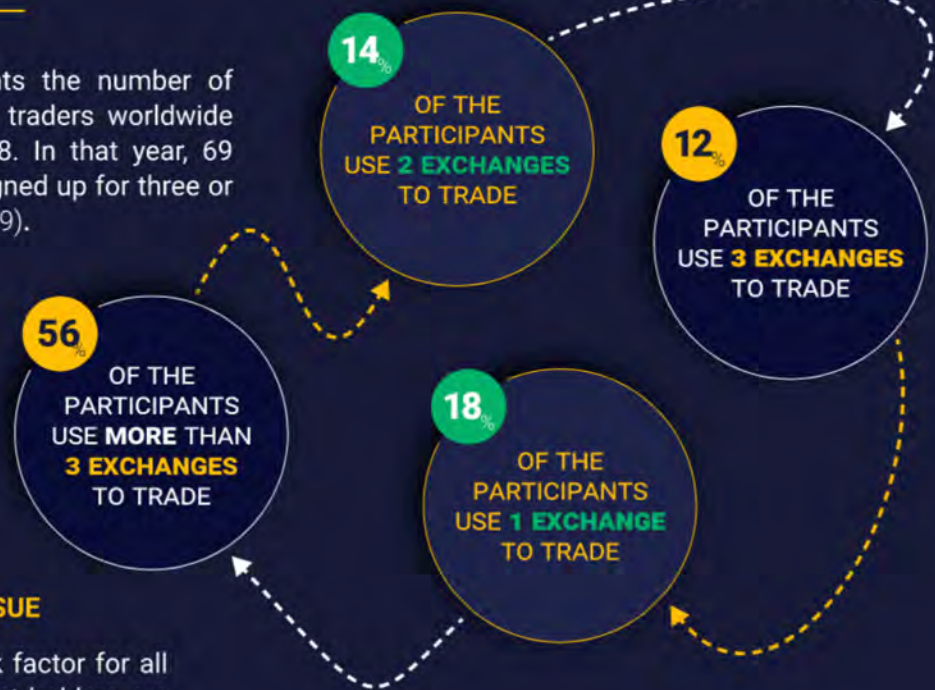 nts the number of
traders worldwide
8. In that year, 69
gned up for three or
9).
14%
OF THE
PARTICIPANTS
USE 2 EXCHANGES
TO TRADE
12%
OF THE
PARTICIPANTS
USE 3 EXCHANGES
TO TRADE
56%
OF THE
PARTICIPANTS
USE MORE THAN
3 EXCHANGES
TO TRADE
18%
OF THE
PARTICIPANTS
USE 1 EXCHANGE
TO TRADE
SUE
factor for all